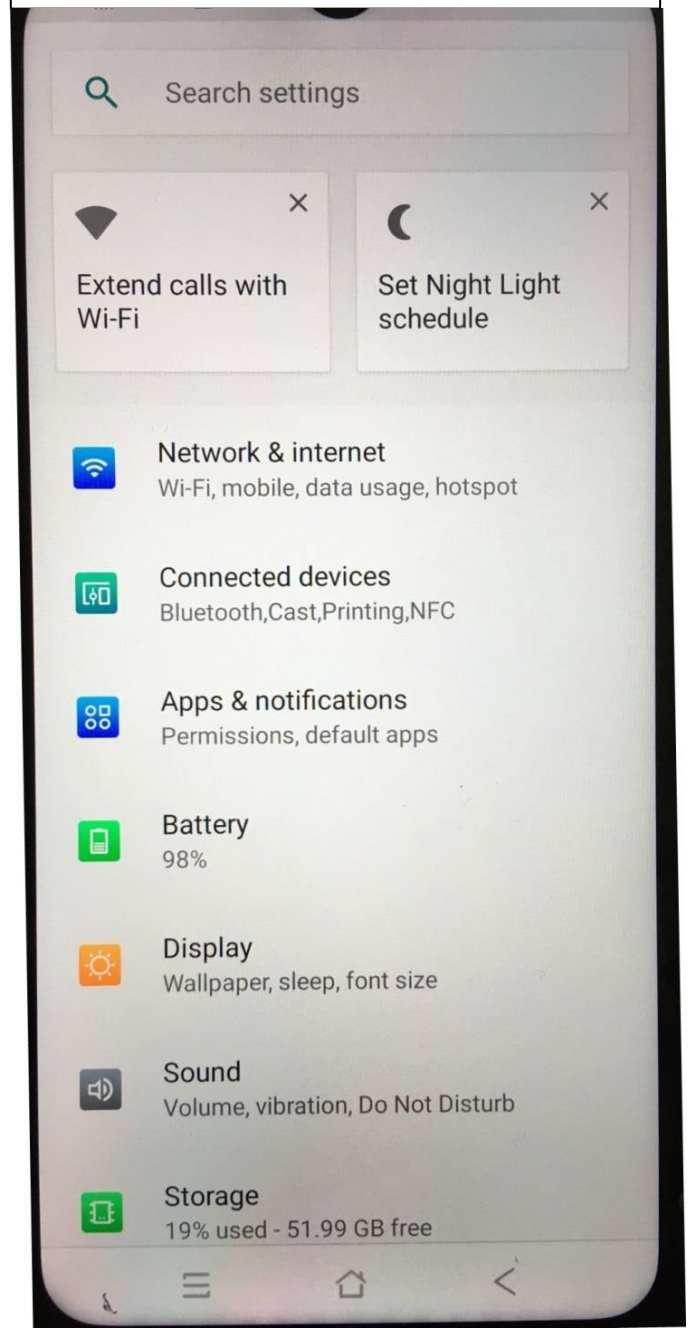 Search settings
Extend calls with
Wi-Fi
Set Night Light
schedule
Network & internet
Wi-Fi, mobile, data usage, hotspot
Connected devices
Bluetooth,Cast,Printing,NFC
Apps & notifications
Permissions, default apps
Battery
98%
Display
Wallpaper, sleep, font size
Sound
Volume, vibration, Do Not Disturb
Storage
19% used - 51.99 GB free